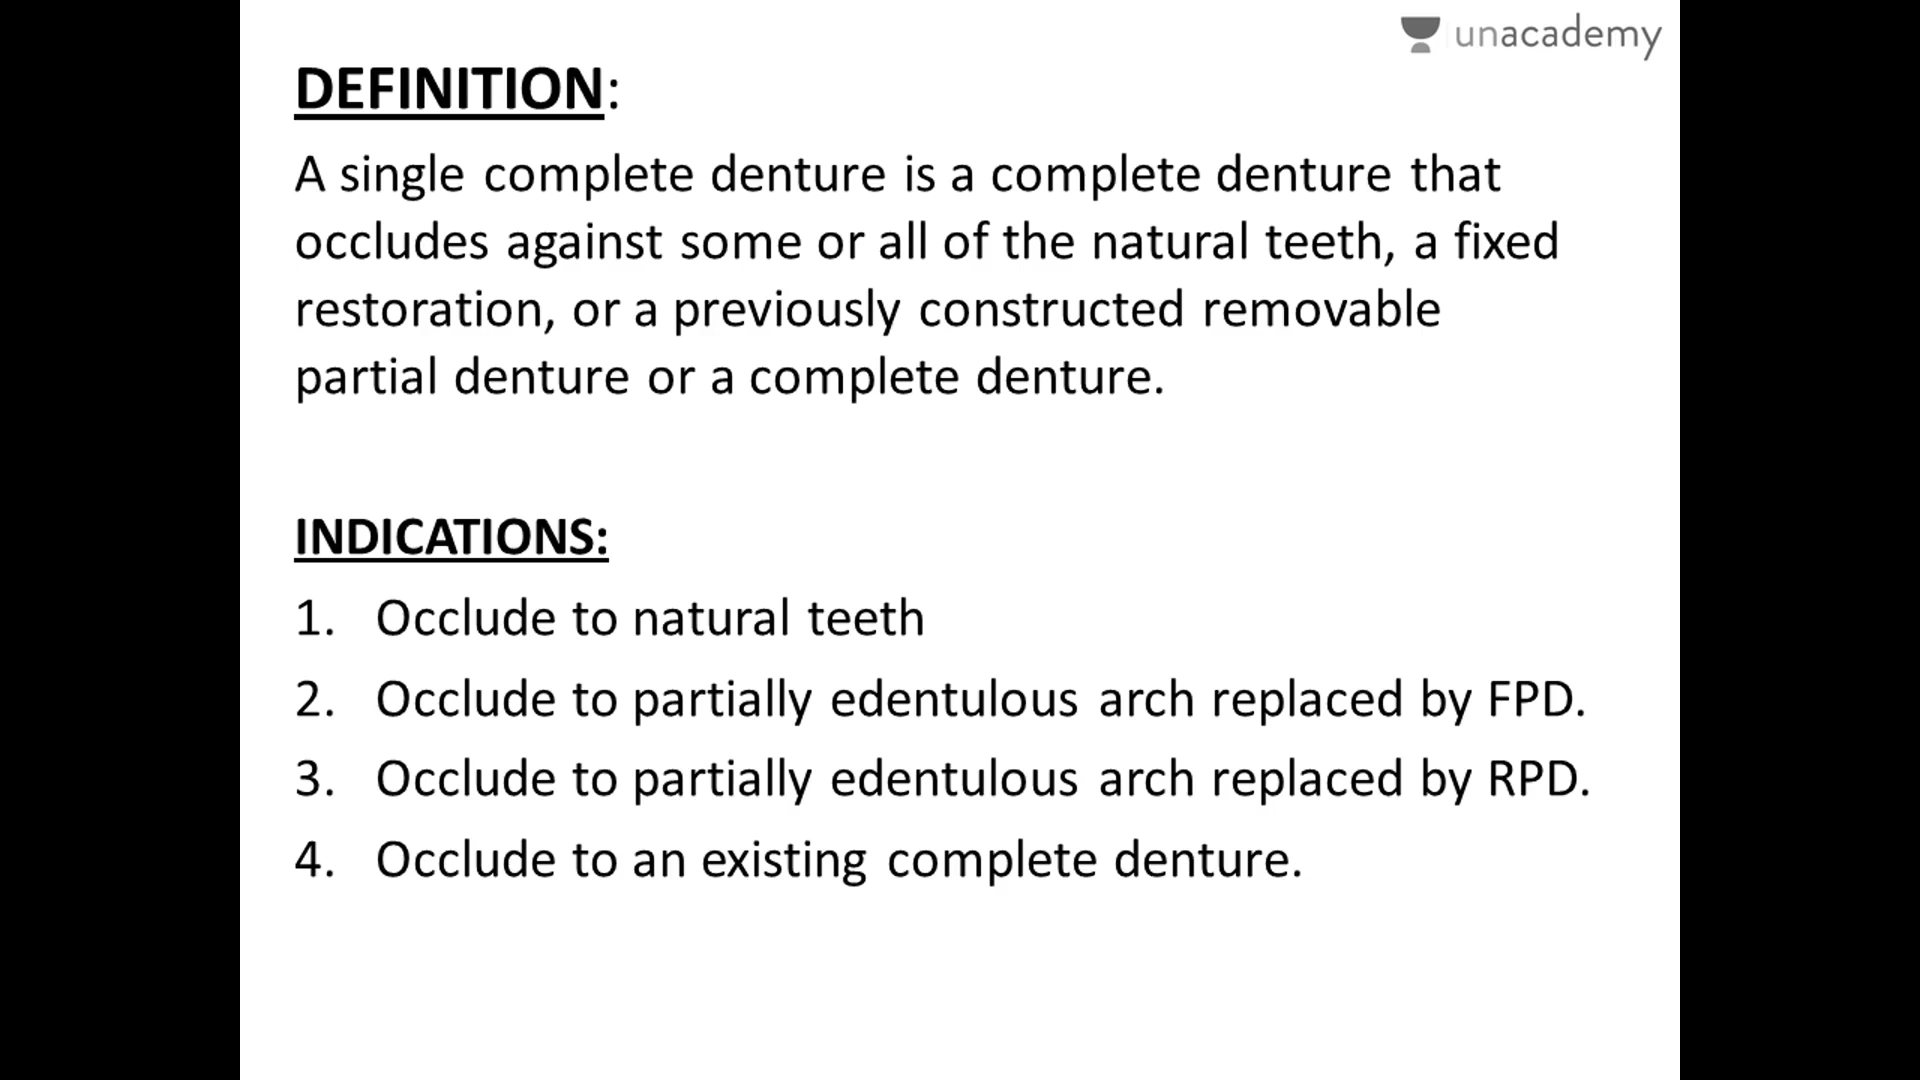 unacademy
DEFINITION:
A single complete denture is a complete denture that
occludes against some or all of the natural teeth, a fixed
restoration, or a previously constructed removable
partial denture or a complete denture.
INDICATIONS:
1. Occlude to natural teeth
2. Occlude to partially edentulous arch replaced by FPD.
3. Occlude to partially edentulous arch replaced by RPD.
4. Occlude to an existing complete denture.